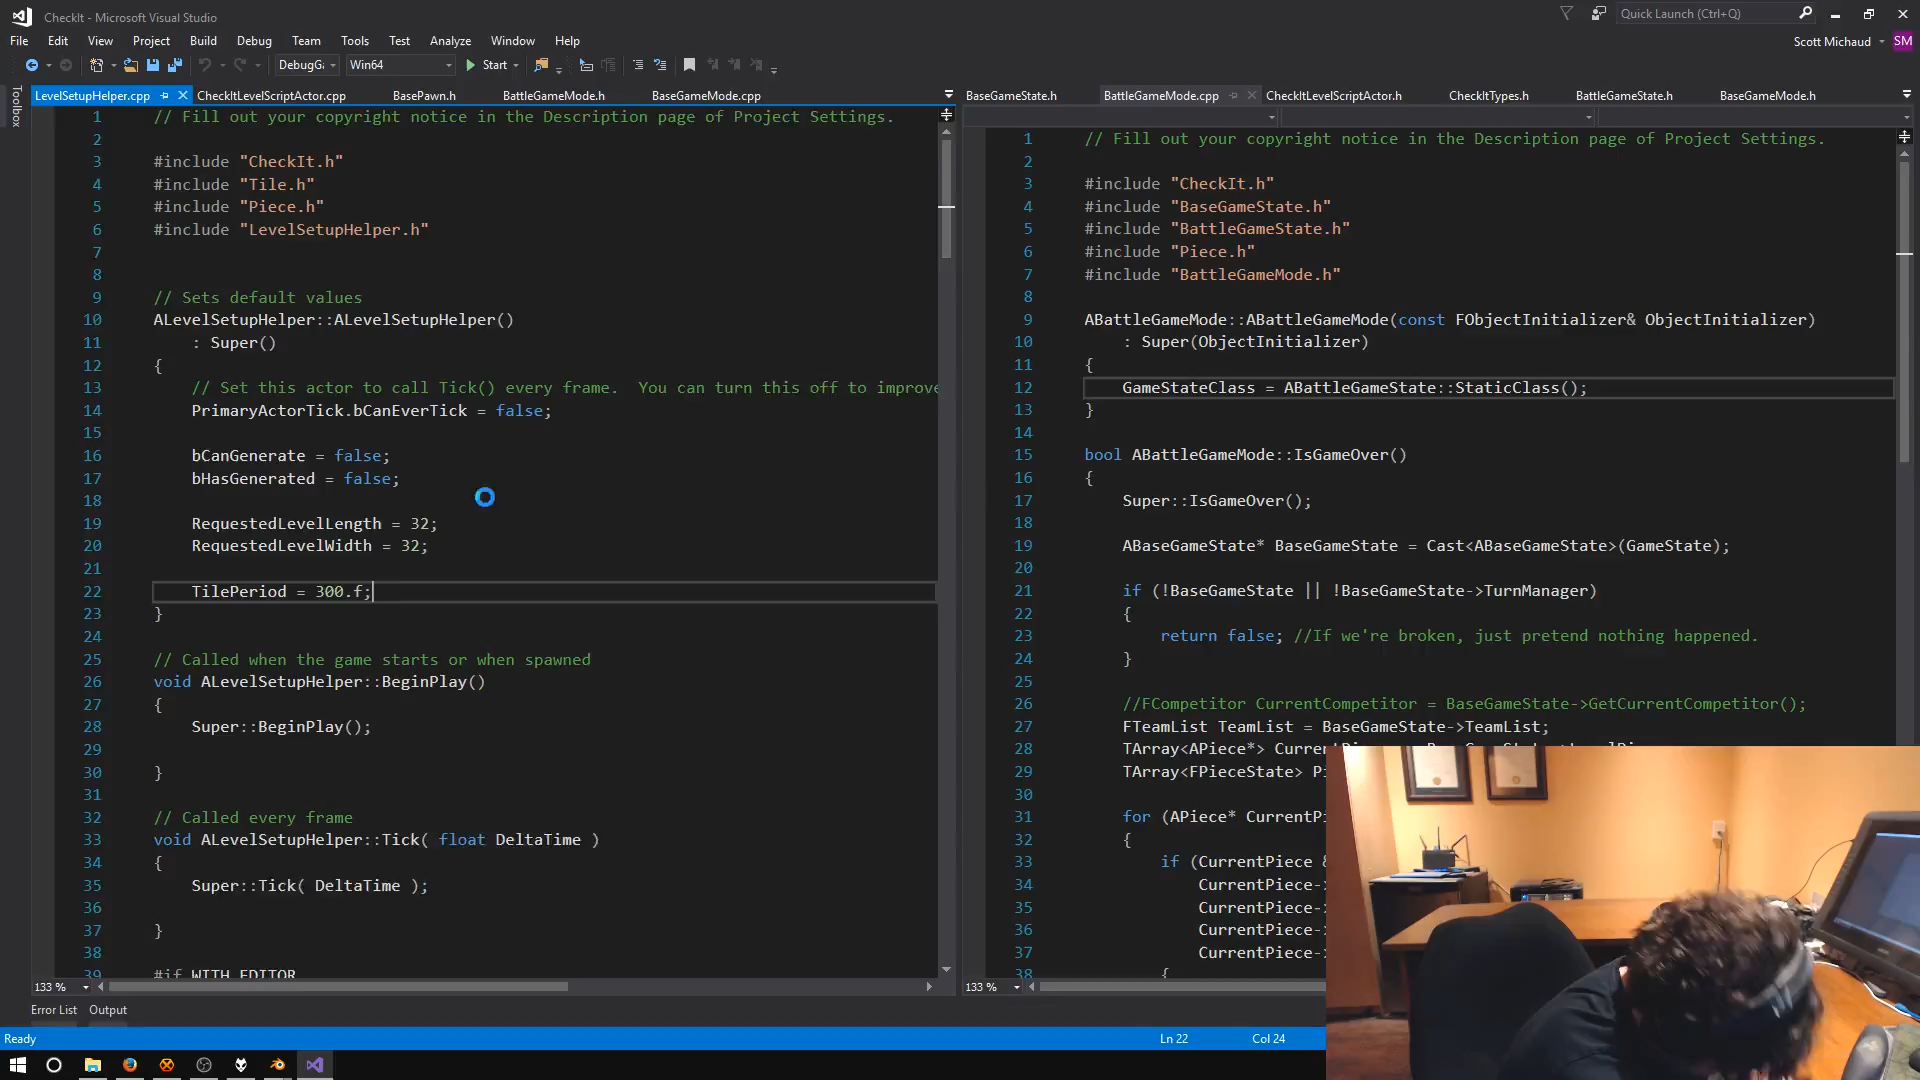 CheckIt - Microsoft Visual Studio
Quick Launch (Ctrl+Q)
File Edit View Project Build Debug Team Tools Test Analyze Window Help
Scott Michaud SM
DebugG Win64 Start
Toolbox
LevelSetupHelper.cpp CheckItLevelScriptActor.cpp BasePawn.h BattleGameMode.h BaseGameMode.cpp
1 // Fill out your copyright notice in the Description page of Project Settings.
2
3 #include "CheckIt.h"
4 #include "Tile.h"
5 #include "Piece.h"
6 #include "LevelSetupHelper.h"
7
8
9 // Sets default values
10 ALevelSetupHelper::ALevelSetupHelper()
11 : Super()
12 {
13 // Set this actor to call Tick() every frame.  You can turn this off to improve
14 PrimaryActorTick.bCanEverTick = false;
15
16 bCanGenerate = false;
17 bHasGenerated = false;
18
19 RequestedLevelLength = 32;
20 RequestedLevelWidth = 32;
21
22 TilePeriod = 300.f;
23 }
24
25 // Called when the game starts or when spawned
26 void ALevelSetupHelper::BeginPlay()
27 {
28 Super::BeginPlay();
29
30 }
31
32 // Called every frame
33 void ALevelSetupHelper::Tick( float DeltaTime )
34 {
35 Super::Tick( DeltaTime );
36
37 }
38
39 #if WITH_EDITOR
133 %
BaseGameState.h BattleGameMode.cpp CheckItLevelScriptActor.h CheckItTypes.h BattleGameState.h BaseGameMode.h
1 // Fill out your copyright notice in the Description page of Project Settings.
2
3 #include "CheckIt.h"
4 #include "BaseGameState.h"
5 #include "BattleGameState.h"
6 #include "Piece.h"
7 #include "BattleGameMode.h"
8
9 ABattleGameMode::ABattleGameMode(const FObjectInitializer& ObjectInitializer)
10 : Super(ObjectInitializer)
11 {
12 GameStateClass = ABattleGameState::StaticClass();
13 }
14
15 bool ABattleGameMode::IsGameOver()
16 {
17 Super::IsGameOver();
18
19 ABaseGameState* BaseGameState = Cast<ABaseGameState>(GameState);
20
21 if (!BaseGameState || !BaseGameState->TurnManager)
22 {
23 return false; //If we're broken, just pretend nothing happened.
24 }
25
26 //FCompetitor CurrentCompetitor = BaseGameState->GetCurrentCompetitor();
27 FTeamList TeamList = BaseGameState->TeamList;
28 TArray<APiece*>
29 TArray<FPieceState>
30
31 for (APiece* CurrentPi
32 {
33 if (CurrentPiece &
34 CurrentPiece-
35 CurrentPiece-
36 CurrentPiece-
37 CurrentPiece-
38 {
133 %
Error List Output
Ready Ln 22 Col 24